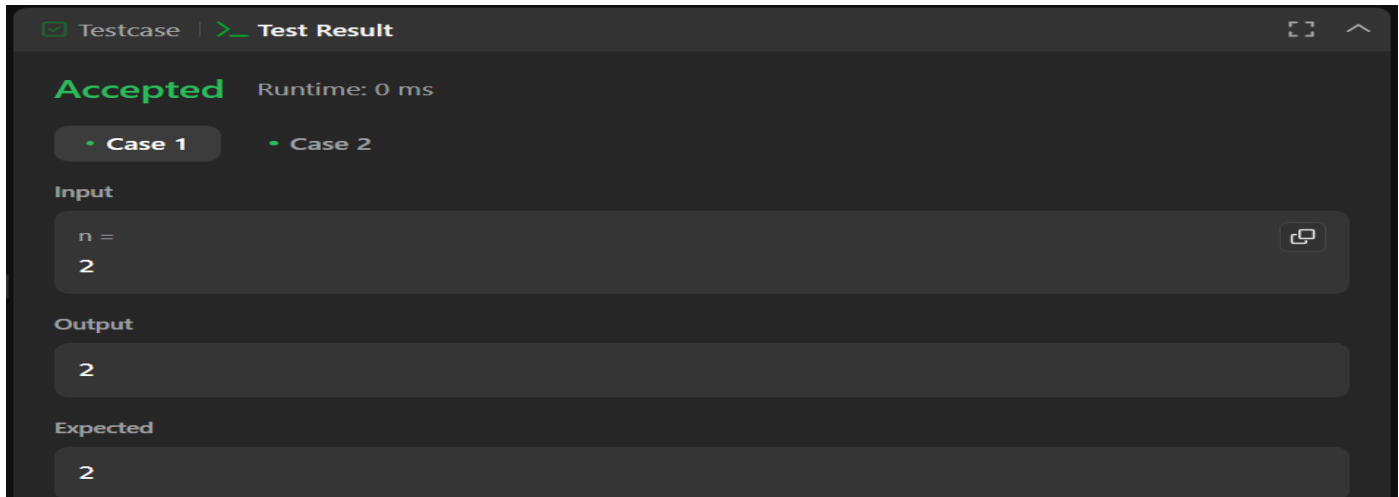 Testcase | >_ Test Result
Accepted Runtime: 0 ms
• Case 1 • Case 2
Input
n =
2
Output
2
Expected
2